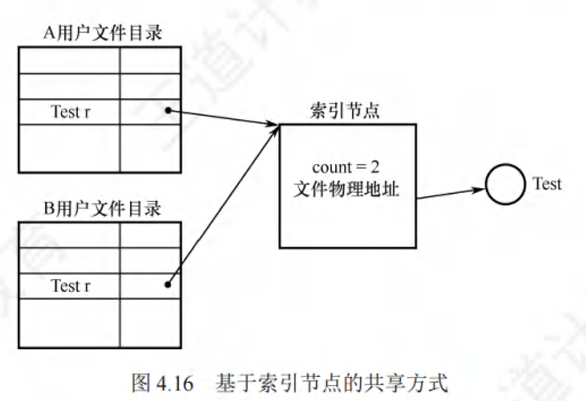 A用户文件目录
Test r
索引节点
count = 2
文件物理地址
Test
B用户文件目录
Test r
图 4.16 基于索引节点的共享方式